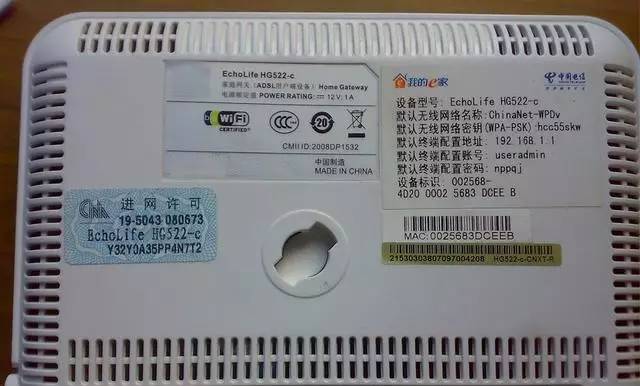 EchoLife HG522-c
家庭网关（ADSL用户端设备）Home Gateway
电源额定值 POWER RATING: ⎓ 12V; 1A
WiFi
CERTIFIED
CCC
20
CMII ID: 2008DP1532
中国制造
MADE IN CHINA
我的e家
中国电信
设备型号: EchoLife HG522-c
默认无线网络名称:ChinaNet-WPDv
默认无线网络密钥(WPA-PSK):hcc55skw
默认终端配置地址: 192.168.1.1
默认终端配置账号: useradmin
默认终端配置密码: nppqj
设备标识 002568-
4D20 0002 5683 DCEE B
MAC: 0025683DCEEB
21530303807097004208 HG522-c-CNXT-R
进网许可
19-5043 080673
EchoLife HG522-c
Y32Y0A35PP4N7T2